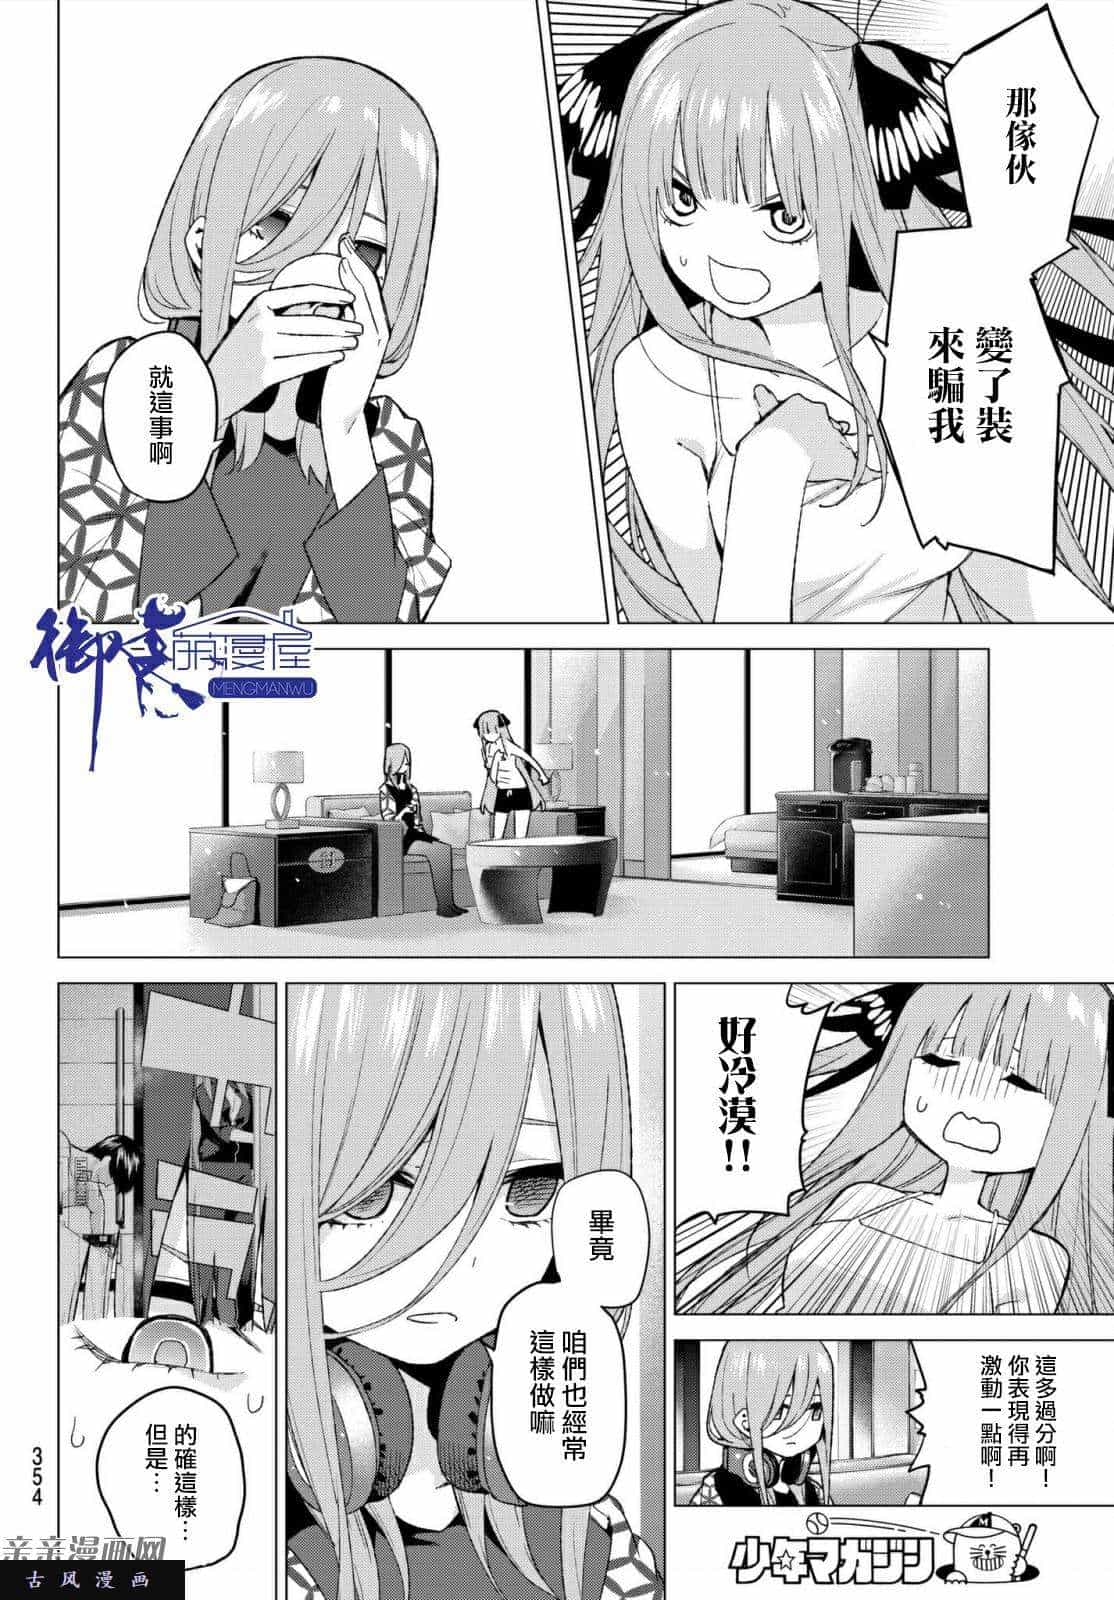 那傢伙
變了裝
來騙我
就這事啊
御書萌漫屋
MENGMANWU
好冷漠!!
這多過分啊！
你表現得再
激動一點啊！
畢竟
咱們也經常
這樣做嘛
的確這樣…
但是…
354
少年マガジン
亲亲漫画网
古风漫画